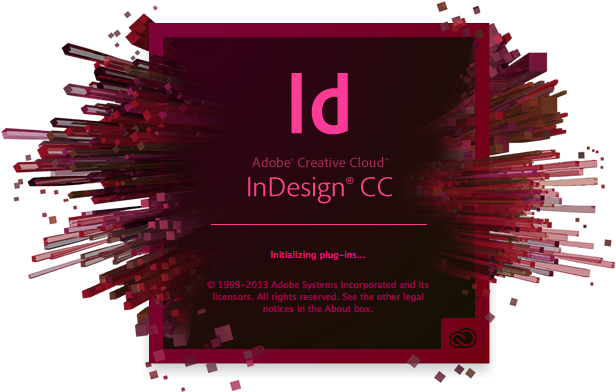 Id
Adobe® Creative Cloud™
InDesign® CC
Initializing plug-ins...
© 1999-2013 Adobe Systems Incorporated and its
licensors. All rights reserved. See the other legal
notices in the About box.